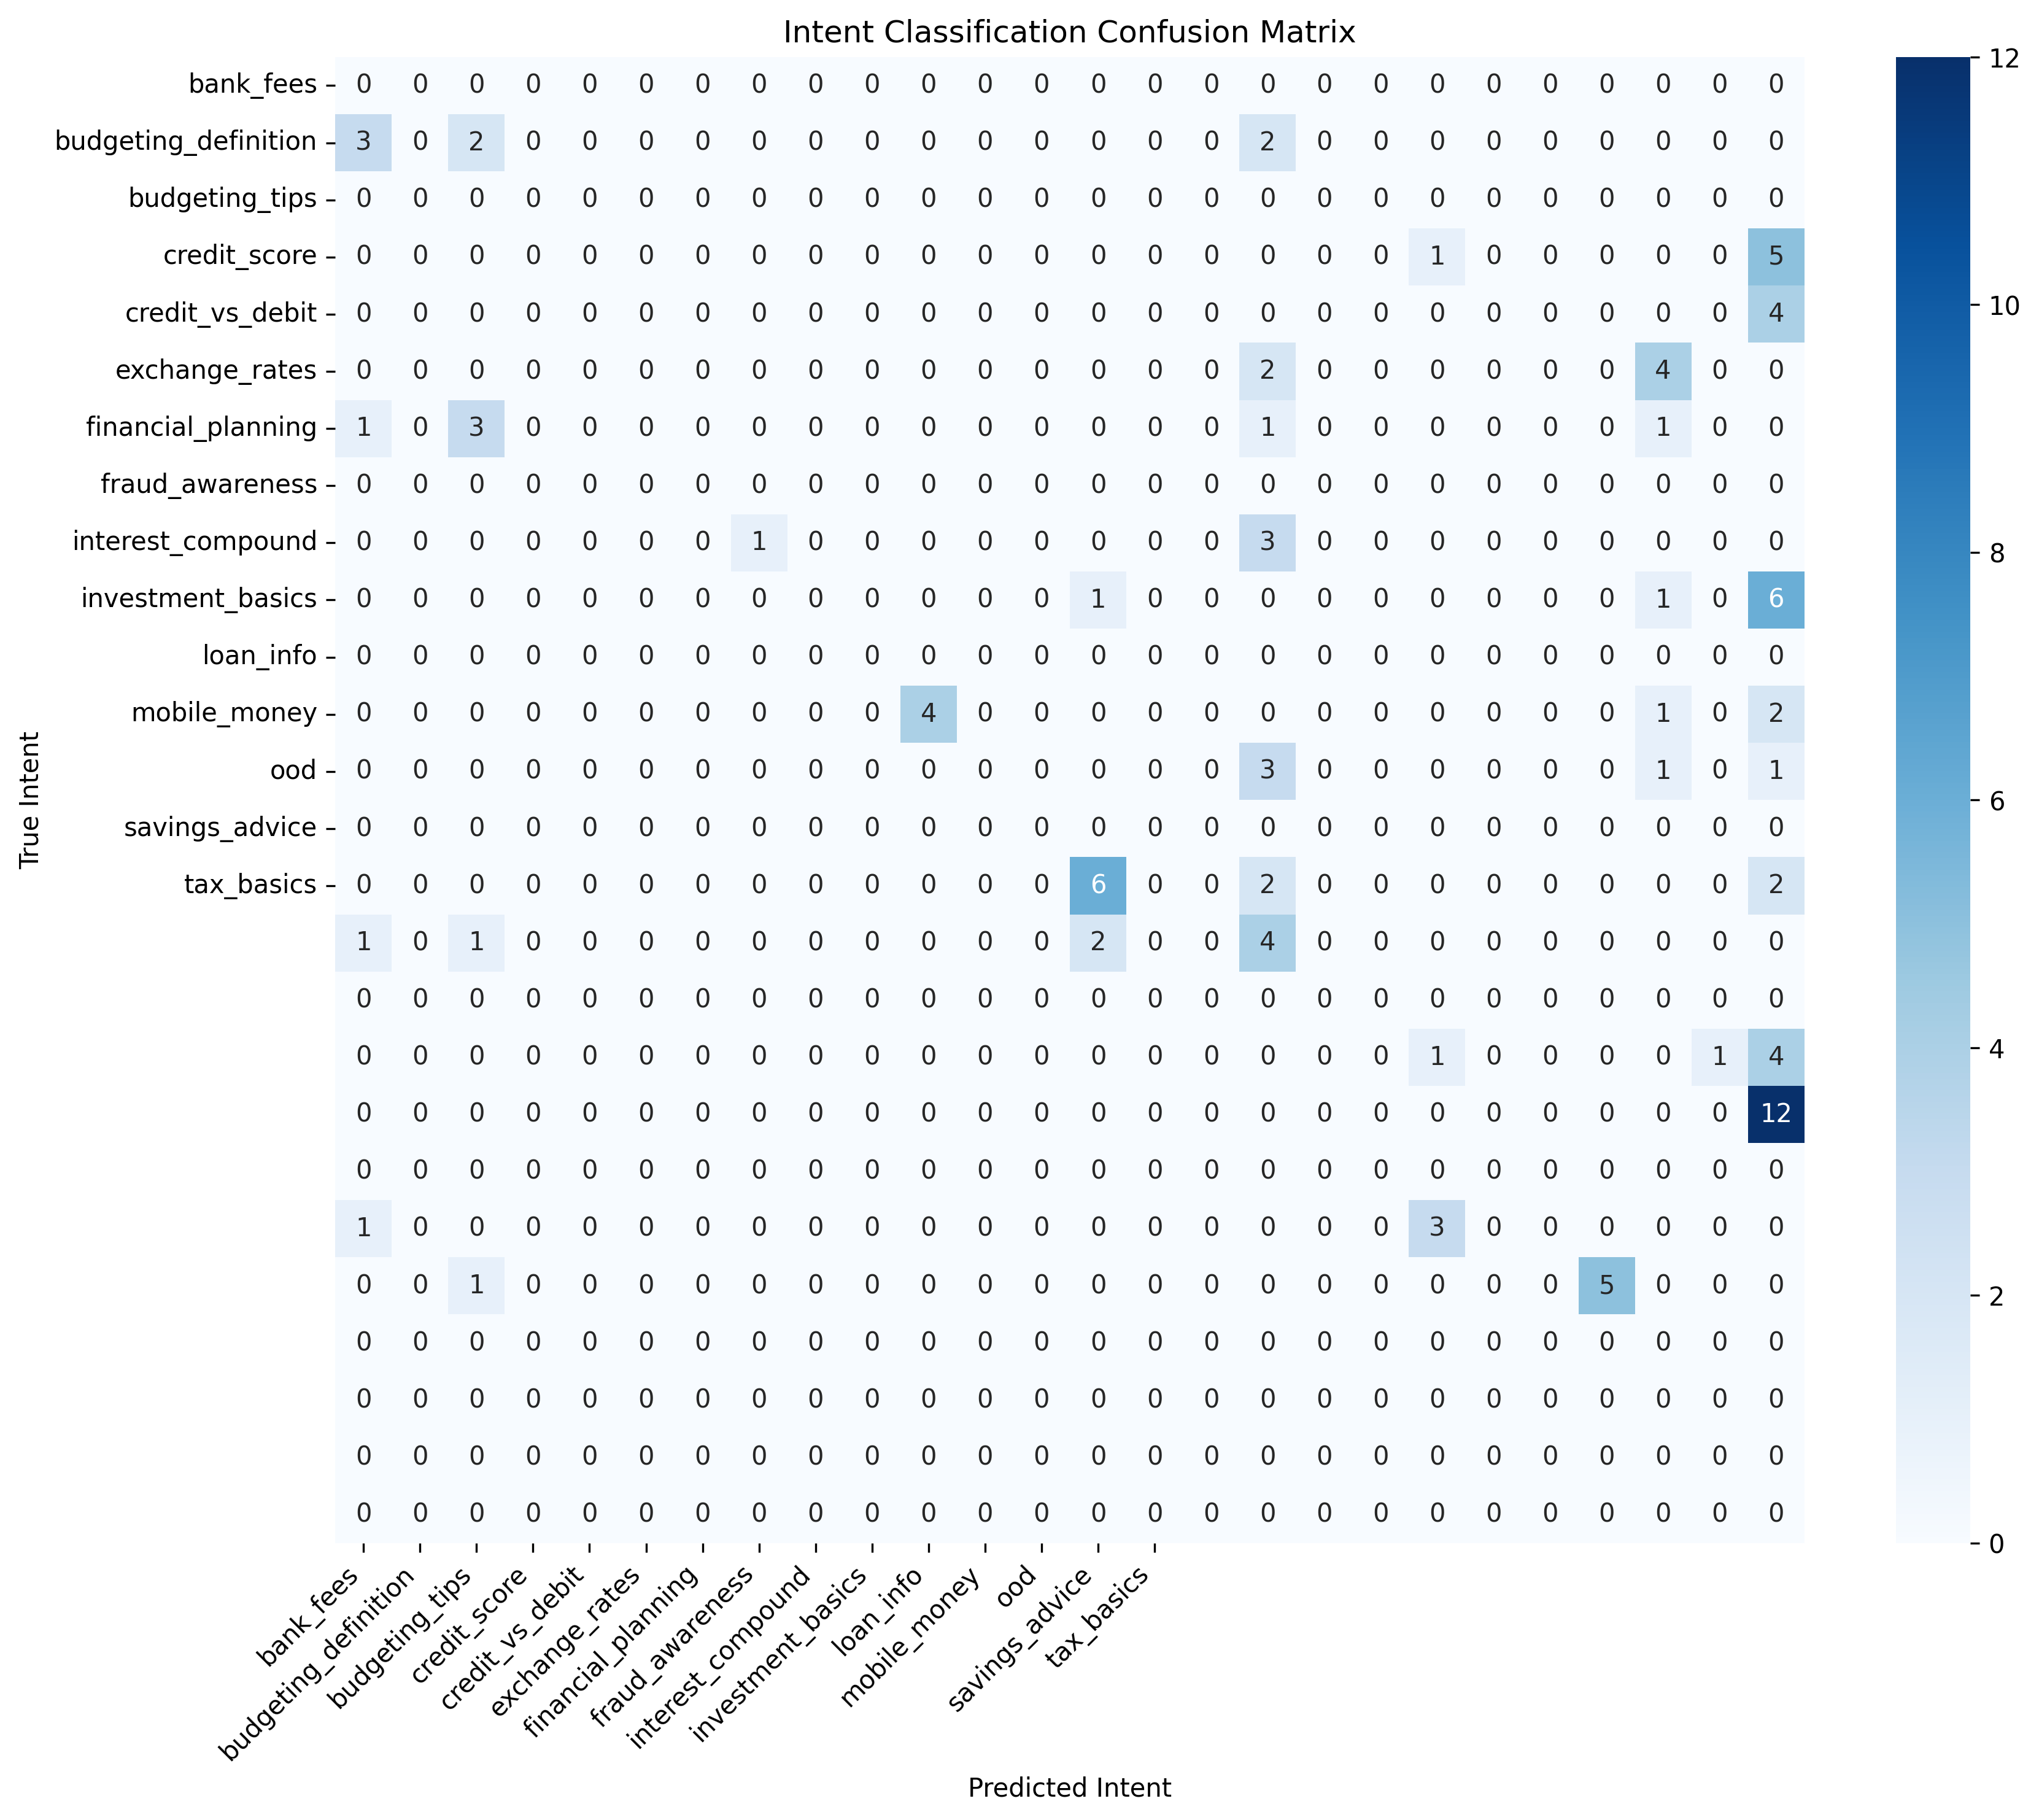 Intent Classification Confusion Matrix
True Intent
bank_fees 0 0 0 0 0 0 0 0 0 0 0 0 0 0 0 0 0 0 0 0 0 0 0 0 0 0
budgeting_definition 3 0 2 0 0 0 0 0 0 0 0 0 0 0 0 0 2 0 0 0 0 0 0 0 0 0
budgeting_tips 0 0 0 0 0 0 0 0 0 0 0 0 0 0 0 0 0 0 0 0 0 0 0 0 0 0
credit_score 0 0 0 0 0 0 0 0 0 0 0 0 0 0 0 0 0 0 0 1 0 0 0 0 0 5
credit_vs_debit 0 0 0 0 0 0 0 0 0 0 0 0 0 0 0 0 0 0 0 0 0 0 0 0 0 4
exchange_rates 0 0 0 0 0 0 0 0 0 0 0 0 0 0 0 0 2 0 0 0 0 0 0 4 0 0
financial_planning 1 0 3 0 0 0 0 0 0 0 0 0 0 0 0 0 1 0 0 0 0 0 0 1 0 0
fraud_awareness 0 0 0 0 0 0 0 0 0 0 0 0 0 0 0 0 0 0 0 0 0 0 0 0 0 0
interest_compound 0 0 0 0 0 0 0 1 0 0 0 0 0 0 0 0 3 0 0 0 0 0 0 0 0 0
investment_basics 0 0 0 0 0 0 0 0 0 0 0 0 0 1 0 0 0 0 0 0 0 0 0 1 0 6
loan_info 0 0 0 0 0 0 0 0 0 0 0 0 0 0 0 0 0 0 0 0 0 0 0 0 0 0
mobile_money 0 0 0 0 0 0 0 0 0 0 4 0 0 0 0 0 0 0 0 0 0 0 0 1 0 2
ood 0 0 0 0 0 0 0 0 0 0 0 0 0 0 0 0 3 0 0 0 0 0 0 1 0 1
savings_advice 0 0 0 0 0 0 0 0 0 0 0 0 0 0 0 0 0 0 0 0 0 0 0 0 0 0
tax_basics 0 0 0 0 0 0 0 0 0 0 0 0 0 6 0 0 2 0 0 0 0 0 0 0 0 2
1 0 1 0 0 0 0 0 0 0 0 0 0 2 0 0 4 0 0 0 0 0 0 0 0 0
0 0 0 0 0 0 0 0 0 0 0 0 0 0 0 0 0 0 0 0 0 0 0 0 0 0
0 0 0 0 0 0 0 0 0 0 0 0 0 0 0 0 0 0 0 1 0 0 0 0 1 4
0 0 0 0 0 0 0 0 0 0 0 0 0 0 0 0 0 0 0 0 0 0 0 0 0 12
0 0 0 0 0 0 0 0 0 0 0 0 0 0 0 0 0 0 0 0 0 0 0 0 0 0
1 0 0 0 0 0 0 0 0 0 0 0 0 0 0 0 0 0 0 3 0 0 0 0 0 0
0 0 1 0 0 0 0 0 0 0 0 0 0 0 0 0 0 0 0 0 0 0 5 0 0 0
0 0 0 0 0 0 0 0 0 0 0 0 0 0 0 0 0 0 0 0 0 0 0 0 0 0
0 0 0 0 0 0 0 0 0 0 0 0 0 0 0 0 0 0 0 0 0 0 0 0 0 0
0 0 0 0 0 0 0 0 0 0 0 0 0 0 0 0 0 0 0 0 0 0 0 0 0 0
0 0 0 0 0 0 0 0 0 0 0 0 0 0 0 0 0 0 0 0 0 0 0 0 0 0
bank_fees
budgeting_definition
budgeting_tips
credit_score
credit_vs_debit
exchange_rates
financial_planning
fraud_awareness
interest_compound
investment_basics
loan_info
mobile_money
ood
savings_advice
tax_basics
Predicted Intent
12
10
8
6
4
2
0